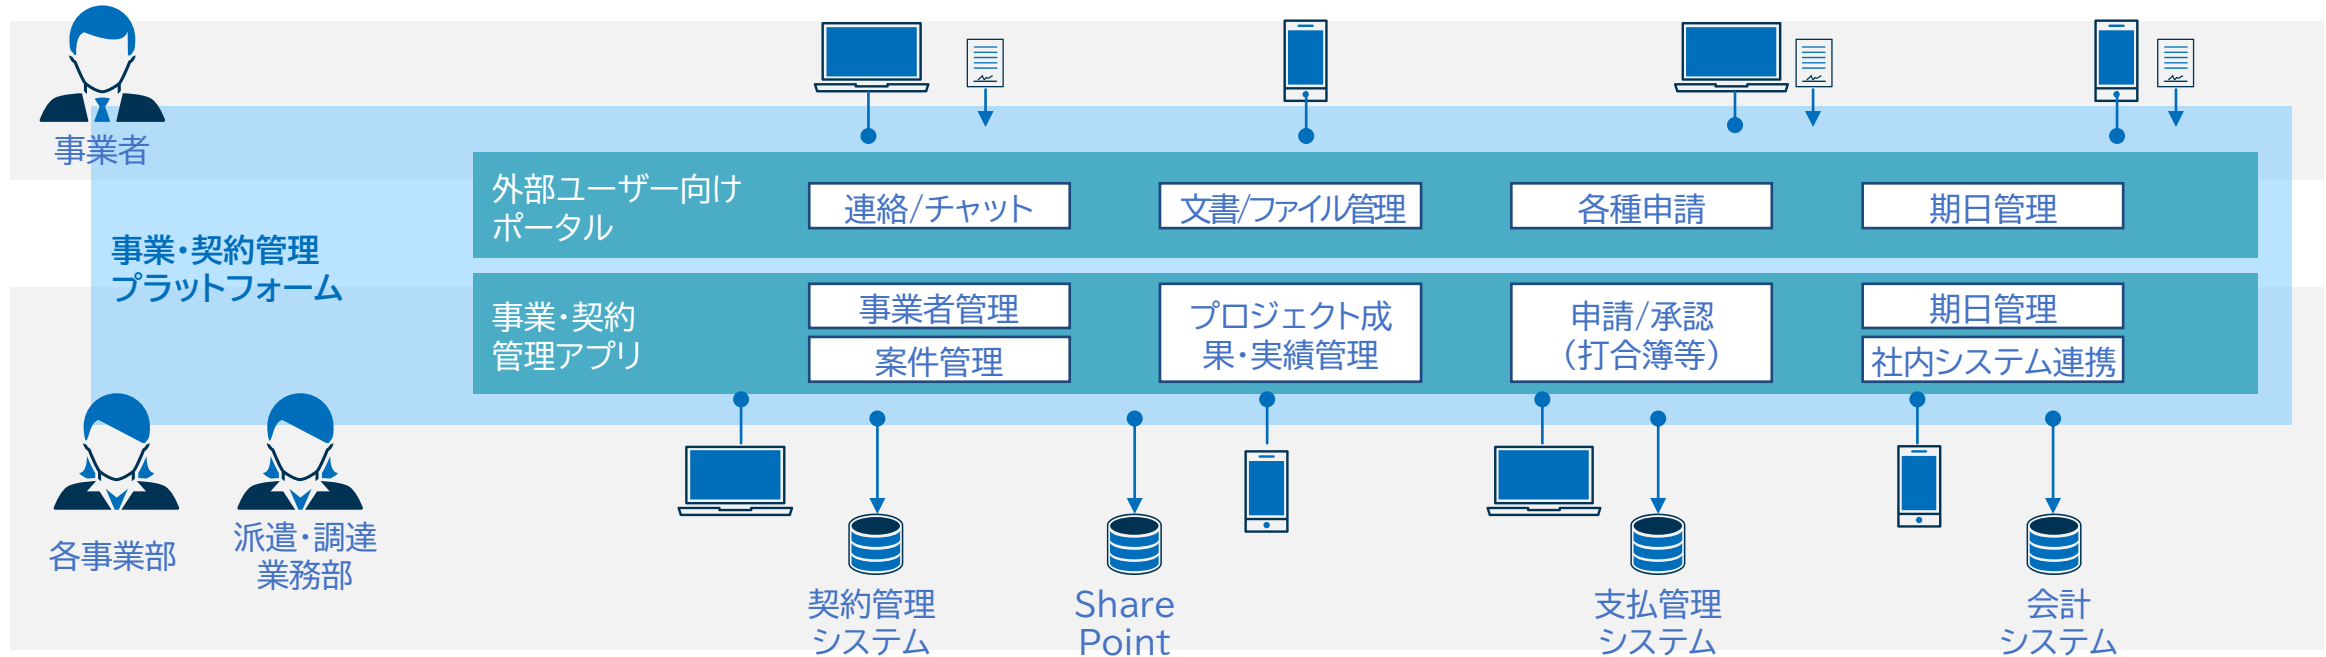 事業者
外部ユーザー向け
ポータル
連絡/チャット
文書/ファイル管理
各種申請
期日管理
事業・契約管理
プラットフォーム
事業・契約
管理アプリ
事業者管理
案件管理
プロジェクト成
果・実績管理
申請/承認
（打合簿等）
期日管理
社内システム連携
各事業部
派遣・調達
業務部
契約管理
システム
Share
Point
支払管理
システム
会計
システム